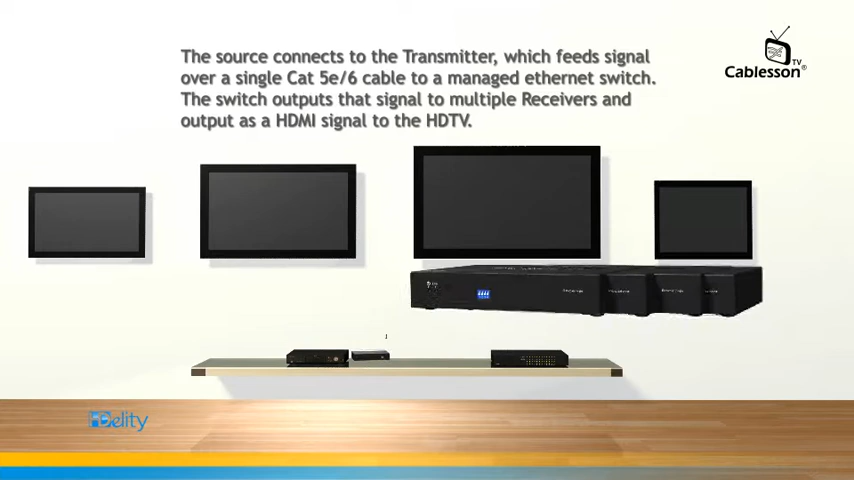 The source connects to the Transmitter, which feeds signal
over a single Cat 5e/6 cable to a managed ethernet switch.
The switch outputs that signal to multiple Receivers and
output as a HDMI signal to the HDTV.
TV
Cablesson®
HDelity